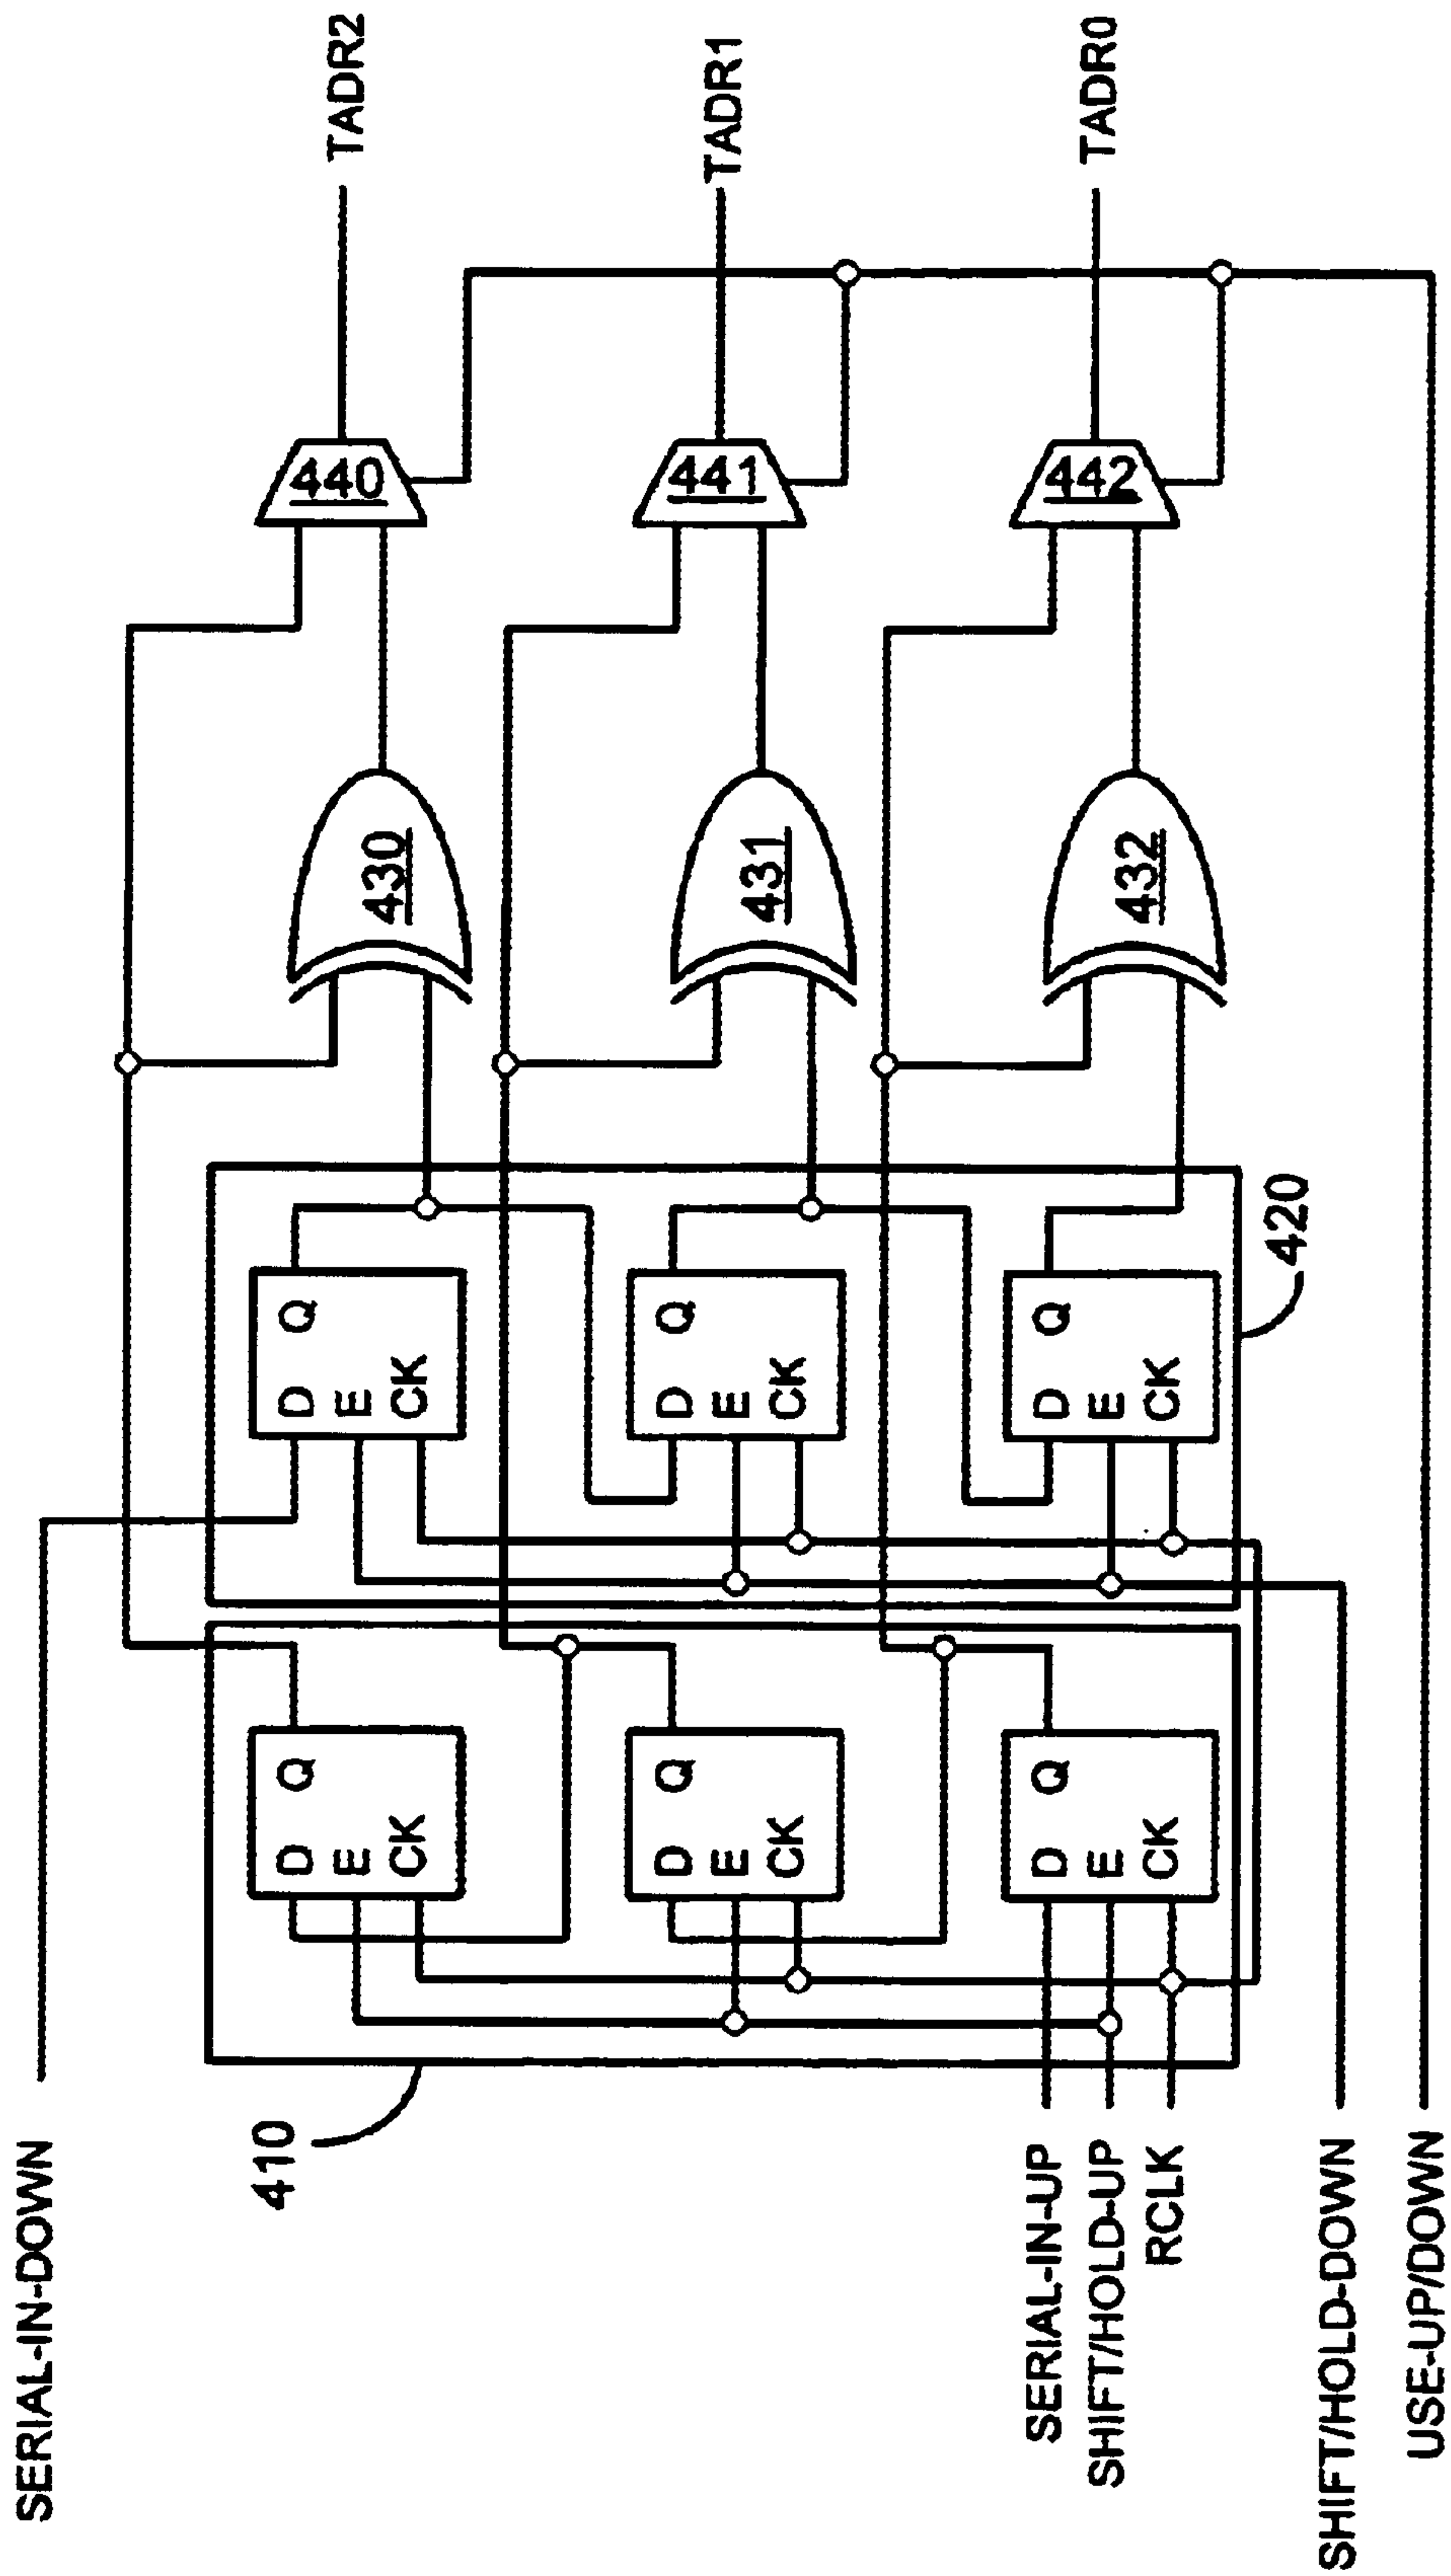 SERIAL-IN-DOWN
410
SERIAL-IN-UP
SHIFT/HOLD-UP
RCLK
SHIFT/HOLD-DOWN
USE-UP/DOWN
D Q
E
CK
D Q
E
CK
D Q
E
CK
D Q
E
CK
D Q
E
CK
D Q
E
CK
420
430
431
432
440
441
442
TADR2
TADR1
TADR0